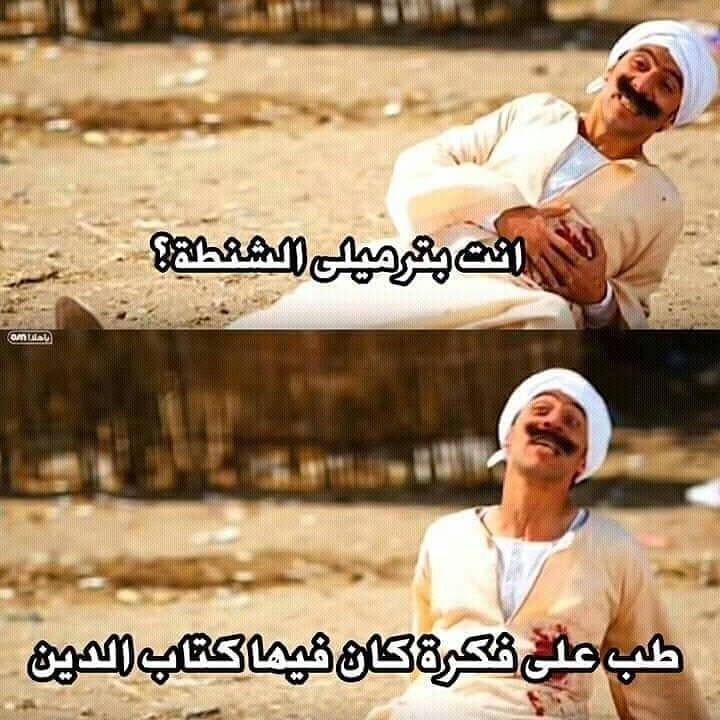 انت بترميلى الشنطة؟
طب على فكرة كان فيها كتاب الدين